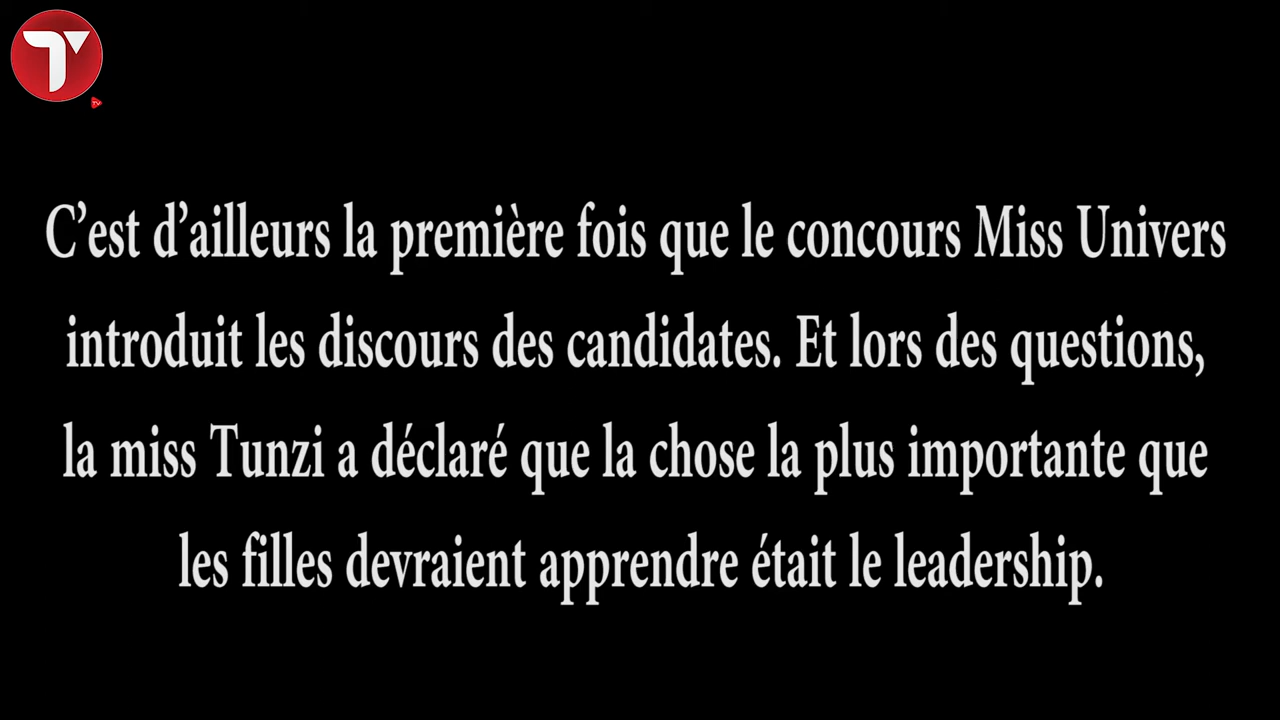 C’est d’ailleurs la première fois que le concours Miss Univers
introduit les discours des candidates. Et lors des questions,
la miss Tunzi a déclaré que la chose la plus importante que
les filles devraient apprendre était le leadership.
T
TV